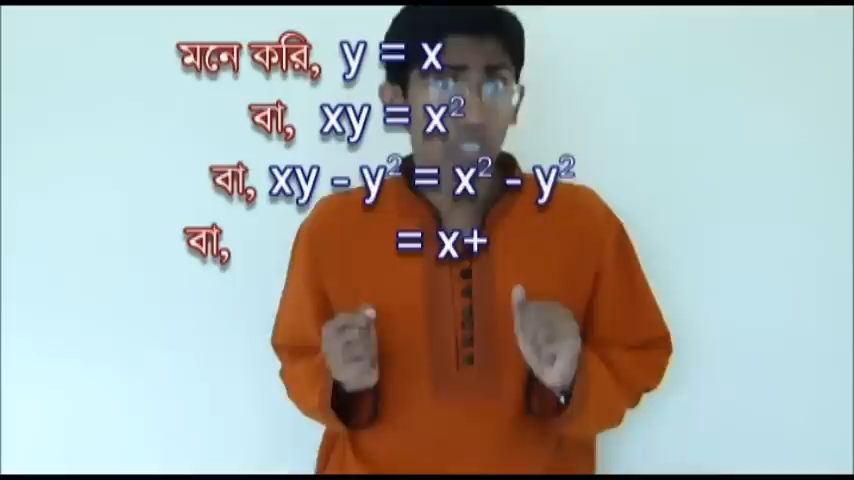 মনে করি, y = x
বা, xy = x²
বা, xy - y² = x² - y²
বা, = x+